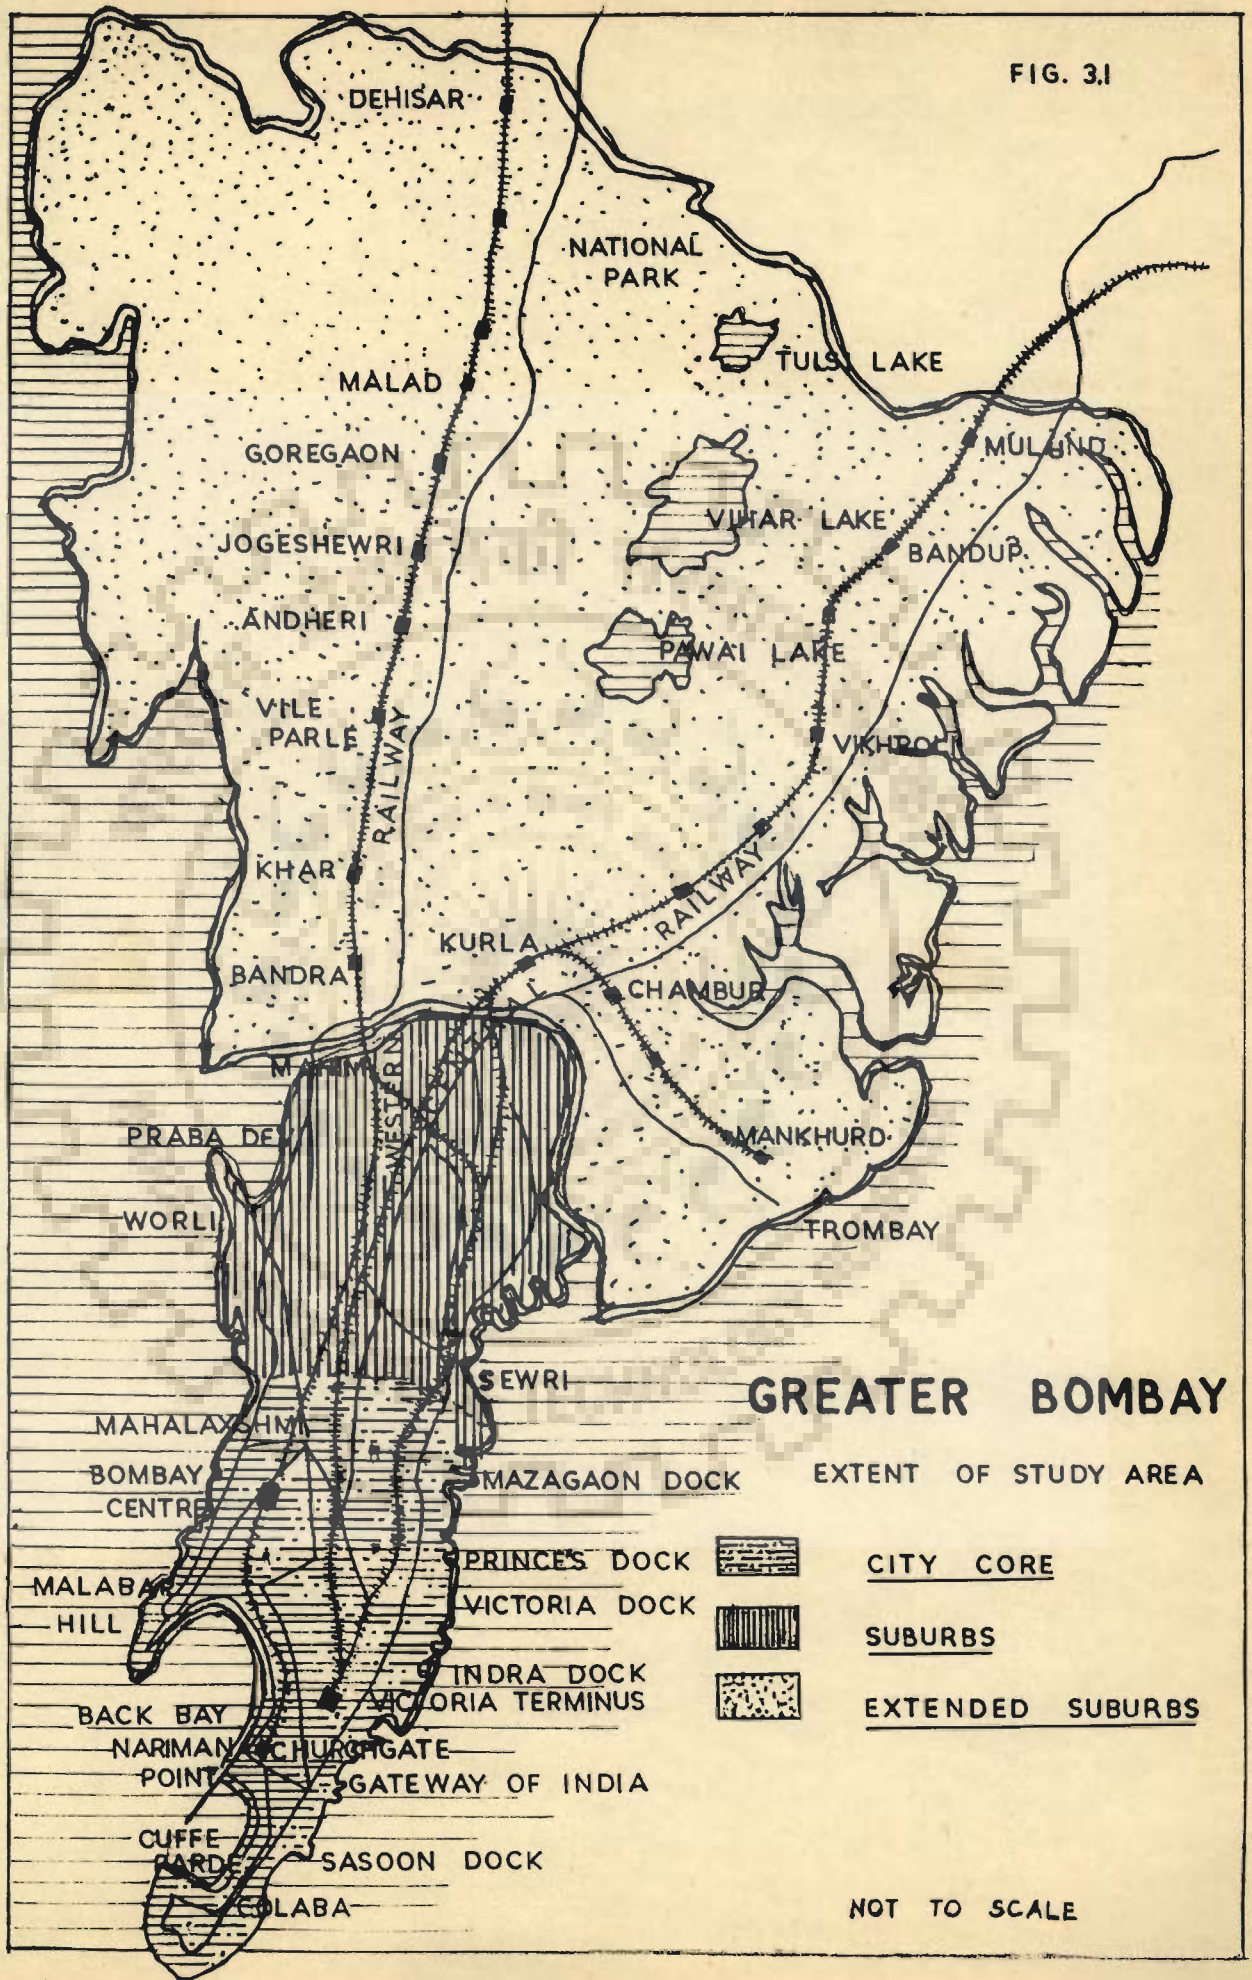 FIG. 3.1
DEHISAR
NATIONAL
PARK
TULSI LAKE
MALAD
GOREGAON
MULUND
VIHAR LAKE
JOGESHEWRI
BANDUP
ANDHERI
PAWAI LAKE
VILE
PARLE
VIKHROLI
RAILWAY
KHAR
RAILWAY
KURLA
BANDRA
CHAMBUR
CENTRAL
MAHIM
WESTERN
PRABA DEVI
MANKHURD
WORLI
TROMBAY
SEWRI
GREATER BOMBAY
MAHALAXSHMI
BOMBAY
CENTRE
MAZAGAON DOCK
EXTENT OF STUDY AREA
PRINCE'S DOCK
CITY CORE
MALABAR
HILL
VICTORIA DOCK
SUBURBS
INDRA DOCK
VICTORIA TERMINUS
EXTENDED SUBURBS
BACK BAY
NARIMAN
POINT
CHURCHGATE
GATEWAY OF INDIA
CUFFE
PARDE
SASOON DOCK
COLABA
NOT TO SCALE